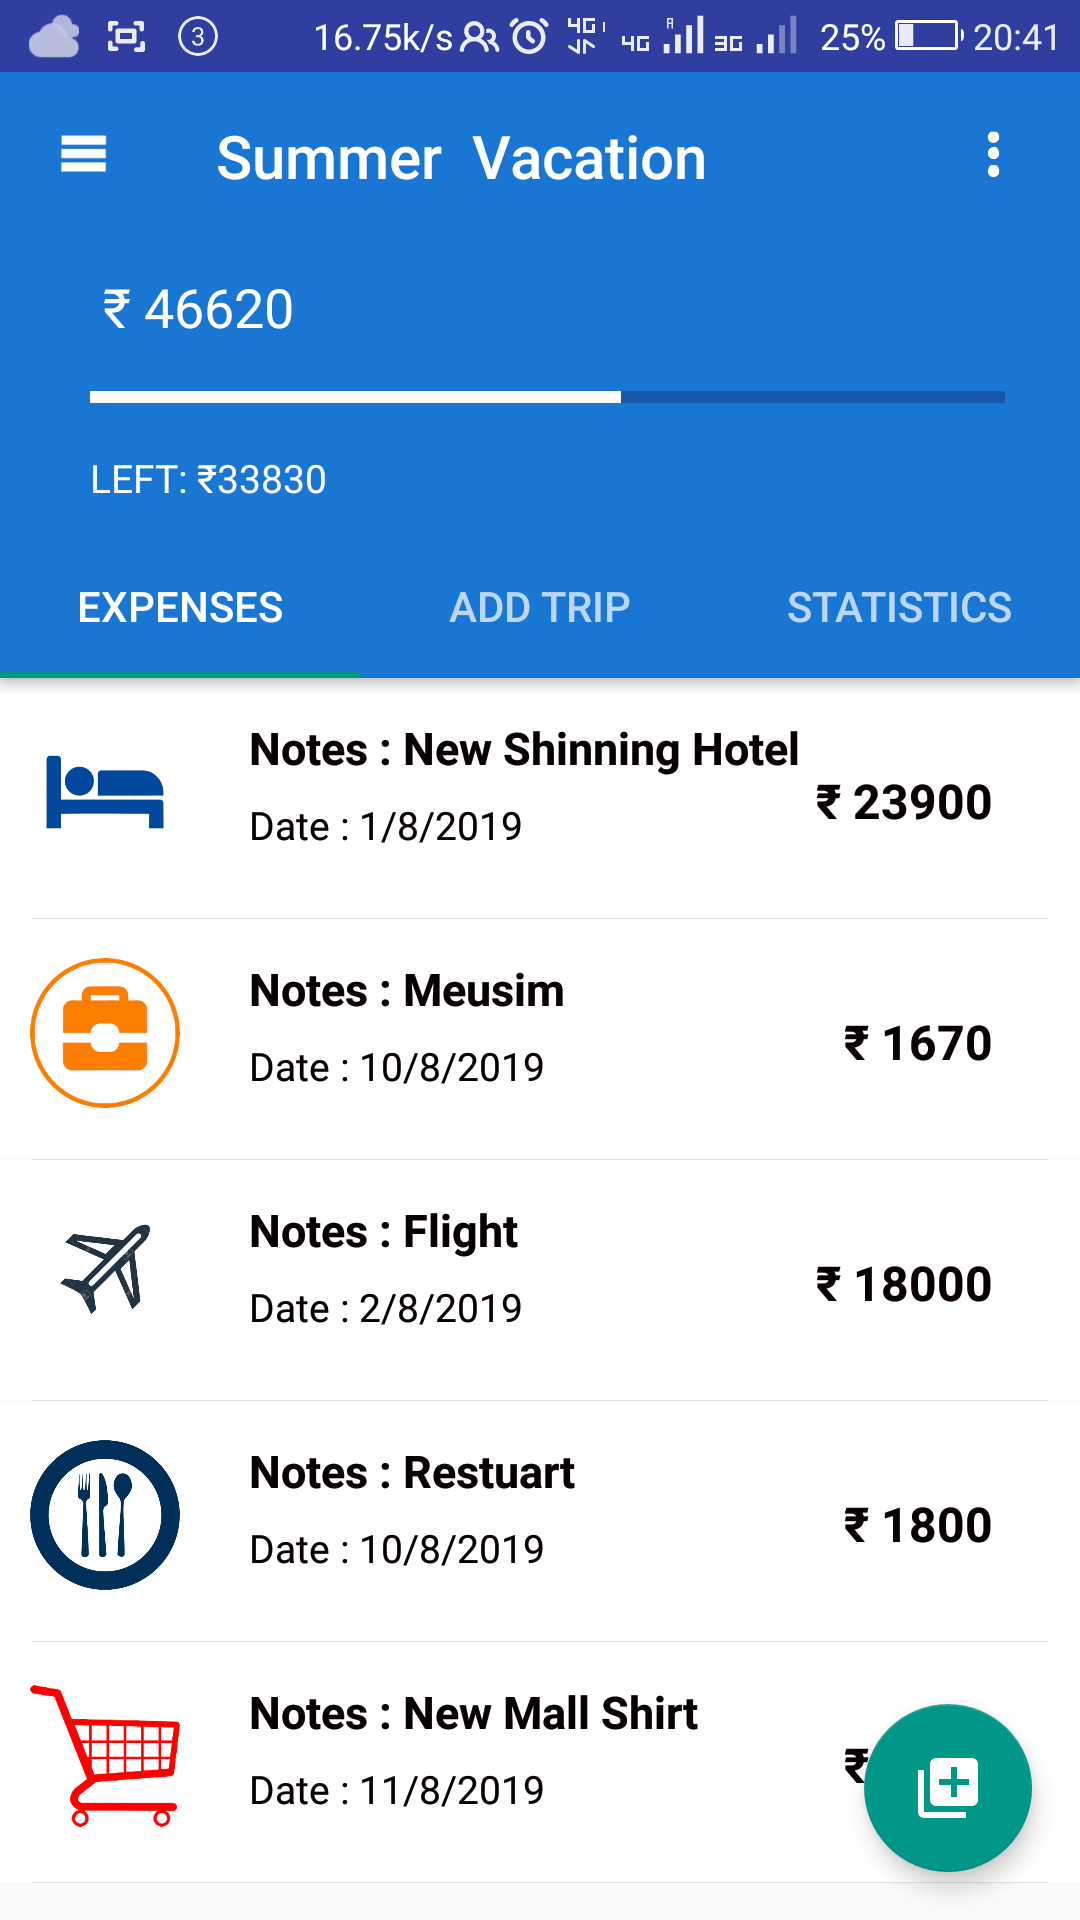 3 16.75k/s 4G 4G R 3G 25% 20:41
Summer Vacation
₹ 46620
LEFT: ₹33830
EXPENSES ADD TRIP STATISTICS
Notes : New Shinning Hotel
₹ 23900
Date : 1/8/2019
Notes : Meusim
₹ 1670
Date : 10/8/2019
Notes : Flight
₹ 18000
Date : 2/8/2019
Notes : Restuart
₹ 1800
Date : 10/8/2019
Notes : New Mall Shirt
₹
Date : 11/8/2019